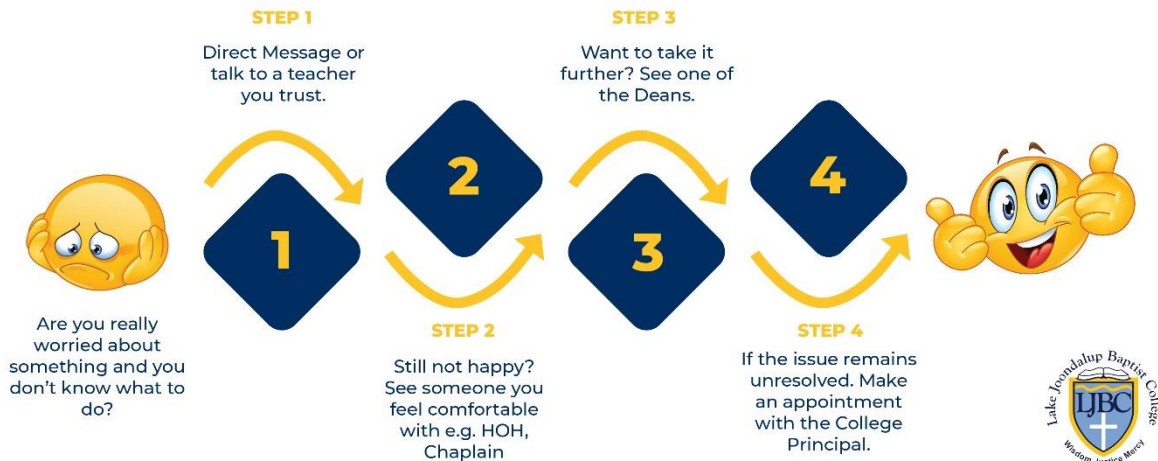 STEP 1
Direct Message or
talk to a teacher
you trust.
STEP 3
Want to take it
further? See one of
the Deans.
1
2
3
4
Are you really
worried about
something and you
don't know what to
do?
STEP 2
Still not happy?
See someone you
feel comfortable
with e.g. HOH,
Chaplain
STEP 4
If the issue remains
unresolved. Make
an appointment
with the College
Principal.
Lake Joondalup Baptist College
LJBC
Wisdom Justice Mercy